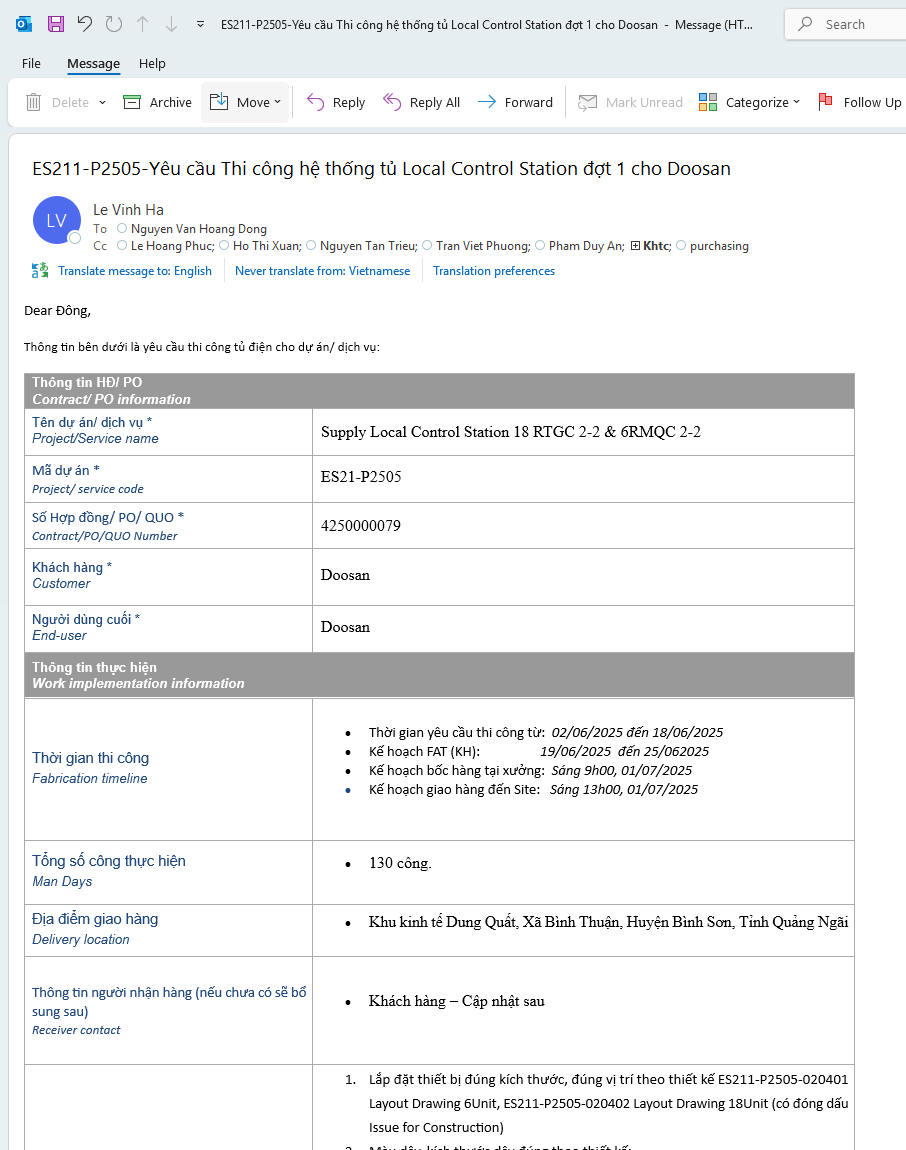 ES211-P2505-Yêu cầu Thi công hệ thống tủ Local Control Station đợt 1 cho Doosan - Message (HT...
Search
File Message Help
Delete Archive Move Reply Reply All Forward Mark Unread Categorize Follow Up
ES211-P2505-Yêu cầu Thi công hệ thống tủ Local Control Station đợt 1 cho Doosan
LV
Le Vinh Ha
To Nguyen Van Hoang Dong
Cc Le Hoang Phuc; Ho Thi Xuan; Nguyen Tan Trieu; Tran Viet Phuong; Pham Duy An; Khtc; purchasing
Translate message to: English Never translate from: Vietnamese Translation preferences
Dear Đông,
Thông tin bên dưới là yêu cầu thi công tủ điện cho dự án/ dịch vụ:
Thông tin HĐ/ PO
Contract/ PO information
Tên dự án/ dịch vụ *
Project/Service name
Supply Local Control Station 18 RTGC 2-2 & 6RMQC 2-2
Mã dự án *
Project/ service code
ES21-P2505
Số Hợp đồng/ PO/ QUO *
Contract/PO/QUO Number
4250000079
Khách hàng *
Customer
Doosan
Người dùng cuối *
End-user
Doosan
Thông tin thực hiện
Work implementation information
Thời gian thi công
Fabrication timeline
• Thời gian yêu cầu thi công từ: 02/06/2025 đến 18/06/2025
• Kế hoạch FAT (KH): 19/06/2025 đến 25/062025
• Kế hoạch bốc hàng tại xưởng: Sáng 9h00, 01/07/2025
• Kế hoạch giao hàng đến Site: Sáng 13h00, 01/07/2025
Tổng số công thực hiện
Man Days
• 130 công.
Địa điểm giao hàng
Delivery location
• Khu kinh tế Dung Quất, Xã Bình Thuận, Huyện Bình Sơn, Tỉnh Quảng Ngãi
Thông tin người nhận hàng (nếu chưa có sẽ bổ
sung sau)
Receiver contact
• Khách hàng – Cập nhật sau
1. Lắp đặt thiết bị đúng kích thước, đúng vị trí theo thiết kế ES211-P2505-020401
Layout Drawing 6Unit, ES211-P2505-020402 Layout Drawing 18Unit (có đóng dấu
Issue for Construction)